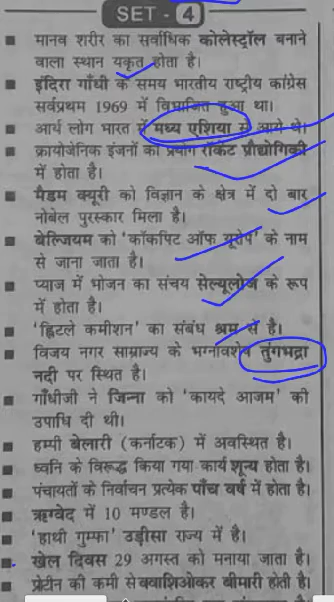 SET - 4
मानव शरीर का सर्वाधिक कोलेस्ट्रॉल बनाने
वाला स्थान यकृत होता है।
इंदिरा गाँधी के समय भारतीय राष्ट्रीय कांग्रेस
सर्वप्रथम 1969 में विभाजित हुआ था।
आर्य लोग भारत में मध्य एशिया से आये थे।
क्रायोजेनिक इंजनों का प्रयोग रॉकेट प्रौद्योगिकी
में होता है।
मैडम क्यूरी को विज्ञान के क्षेत्र में दो बार
नोबेल पुरस्कार मिला है।
बेल्जियम को 'कॉकपिट ऑफ यूरोप' के नाम
से जाना जाता है।
प्याज में भोजन का संचय सेल्यूलोज के रूप
में होता है।
'ह्विटले कमीशन' का संबंध श्रम से है।
विजय नगर साम्राज्य के भग्नावशेष तुंगभद्रा
नदी पर स्थित है।
गाँधीजी ने जिन्ना को 'कायदे आजम' की
उपाधि दी थी।
हम्पी बेलारी (कर्नाटक) में अवस्थित है।
ध्वनि के विरूद्ध किया गया कार्य शून्य होता है।
पंचायतों के निर्वाचन प्रत्येक पाँच वर्ष में होता है।
ऋग्वेद में 10 मण्डल है।
'हाथी गुम्फा' उड़ीसा राज्य में है।
खेल दिवस 29 अगस्त को मनाया जाता है।
प्रोटीन की कमी से क्वाशिओकर बीमारी होती है।